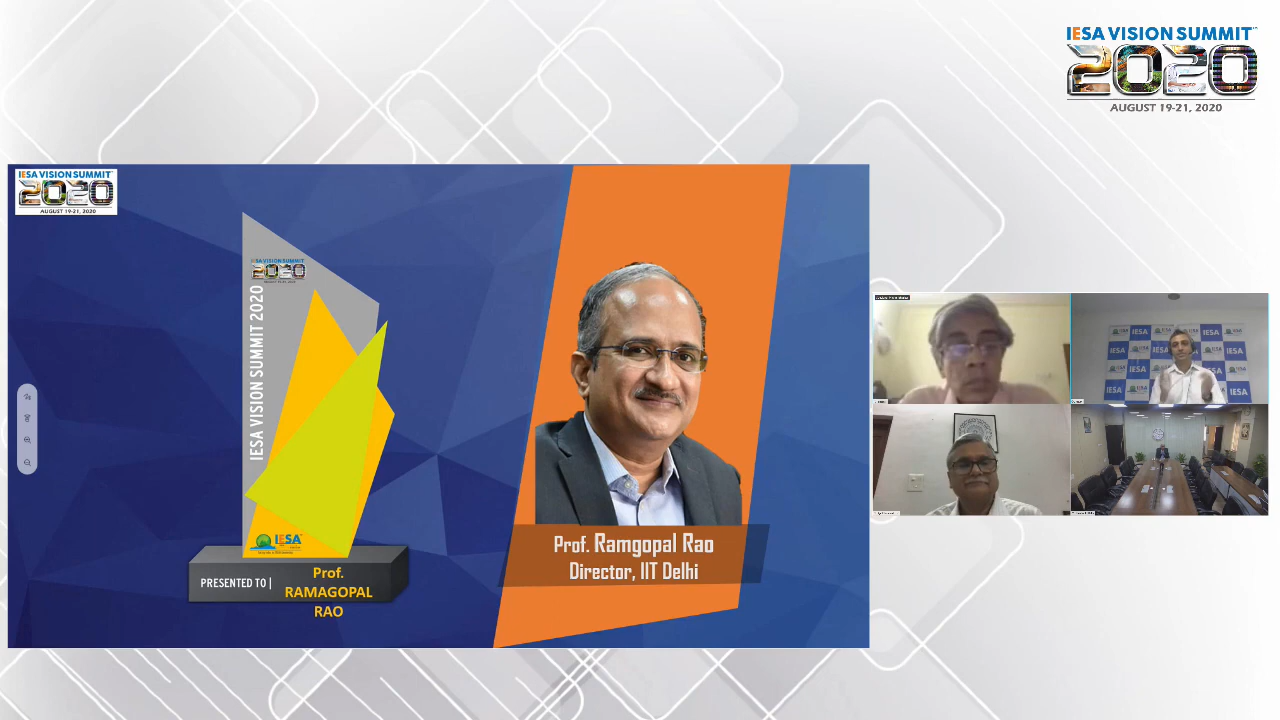 IESA VISION SUMMIT
2020
AUGUST 19-21, 2020
IESA VISION SUMMIT
2020
AUGUST 19-21, 2020
IESA VISION SUMMIT
2020
IESA VISION SUMMIT 2020
IESA
PRESENTED TO |
Prof.
RAMAGOPAL
RAO
Prof. Ramgopal Rao
Director, IIT Delhi
IESA
IESA
IESA
IESA
IESA
IESA